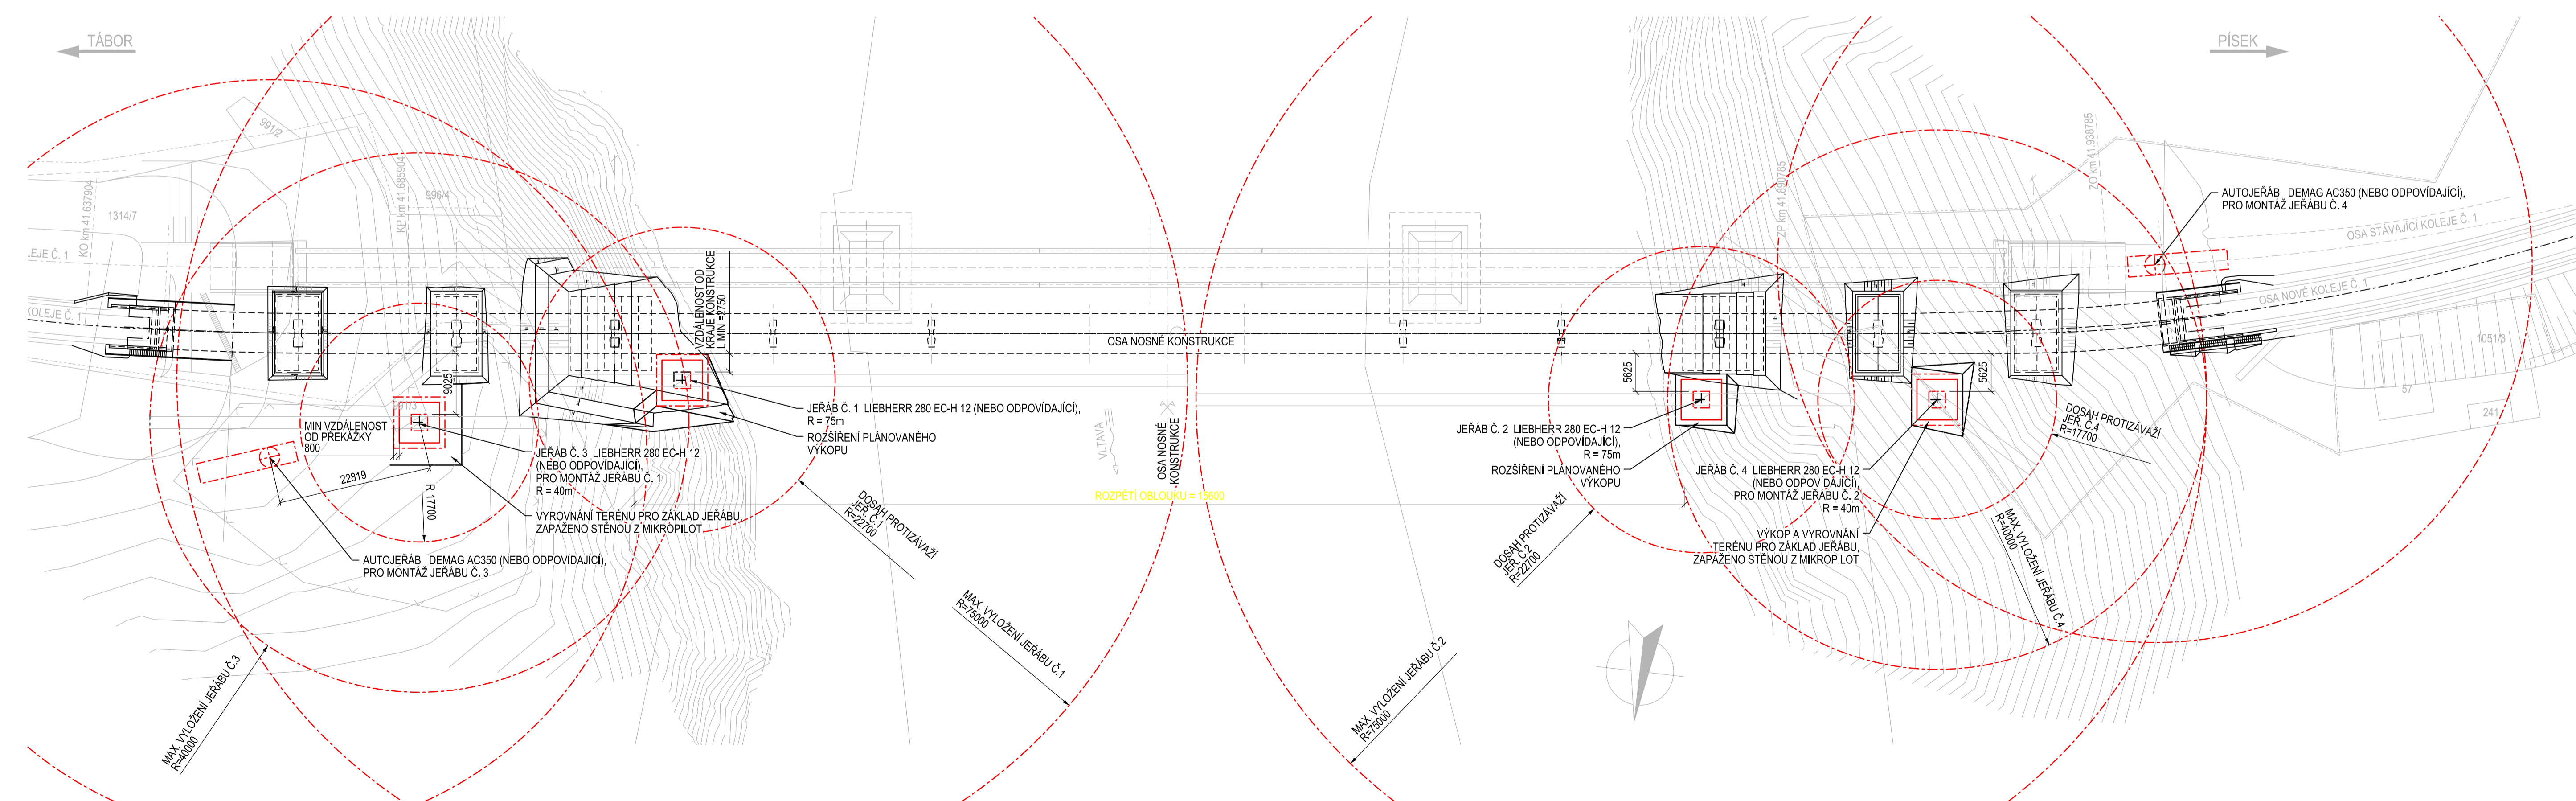 TÁBOR
PÍSEK
991/2
996/4
1314/7
KO km 41.637904
KP km 41.685904
LEJE Č. 1
KOLEJE Č. 1
VZDÁLENOST OD
KRAJE KONSTRUKCE
L MIN =2750
OSA NOSNÉ KONSTRUKCE
OSA NOSNÉ
KONSTRUKCE
VLTAVA
ROZPĚTÍ OBLOUKU = 15600
9025
MIN VZDÁLENOST
OD PŘEKÁŽKY
800
22819
R 17700
JEŘÁB Č. 1 LIEBHERR 280 EC-H 12 (NEBO ODPOVÍDAJÍCÍ),
R = 75m
ROZŠÍŘENÍ PLÁNOVANÉHO
VÝKOPU
JEŘÁB Č. 3 LIEBHERR 280 EC-H 12
(NEBO ODPOVÍDAJÍCÍ),
PRO MONTÁŽ JEŘÁBU Č. 1
R = 40m
VYROVNÁNÍ TERÉNU PRO ZÁKLAD JEŘÁBU,
ZAPAŽENO STĚNOU Z MIKROPILOT
AUTOJEŘÁB DEMAG AC350 (NEBO ODPOVÍDAJÍCÍ),
PRO MONTÁŽ JEŘÁBU Č. 3
DOSAH PROTIZÁVAŽÍ
JEŘ. Č.1
R=22700
MAX. VYLOŽENÍ JEŘÁBU Č.1
R=75000
MAX. VYLOŽENÍ JEŘÁBU Č.3
R=40000
JEŘÁB Č. 2 LIEBHERR 280 EC-H 12
(NEBO ODPOVÍDAJÍCÍ),
R = 75m
ROZŠÍŘENÍ PLÁNOVANÉHO
VÝKOPU
DOSAH PROTIZÁVAŽÍ
JEŘ. Č.2
R=22700
MAX. VYLOŽENÍ JEŘÁBU Č.2
R=75000
5625
5625
JEŘÁB Č. 4 LIEBHERR 280 EC-H 12
(NEBO ODPOVÍDAJÍCÍ),
PRO MONTÁŽ JEŘÁBU Č. 2
R = 40m
VÝKOP A VYROVNÁNÍ
TERÉNU PRO ZÁKLAD JEŘÁBU,
ZAPAŽENO STĚNOU Z MIKROPILOT
DOSAH PROTIZÁVAŽÍ
JEŘ. Č.4
R=17700
MAX. VYLOŽENÍ JEŘÁBU Č.4
R=40000
ZP km 41.890785
ZO km 41.938785
AUTOJEŘÁB DEMAG AC350 (NEBO ODPOVÍDAJÍCÍ),
PRO MONTÁŽ JEŘÁBU Č. 4
OSA STÁVAJÍCÍ KOLEJE Č. 1
OSA NOVÉ KOLEJE Č. 1
1051/3
57
241